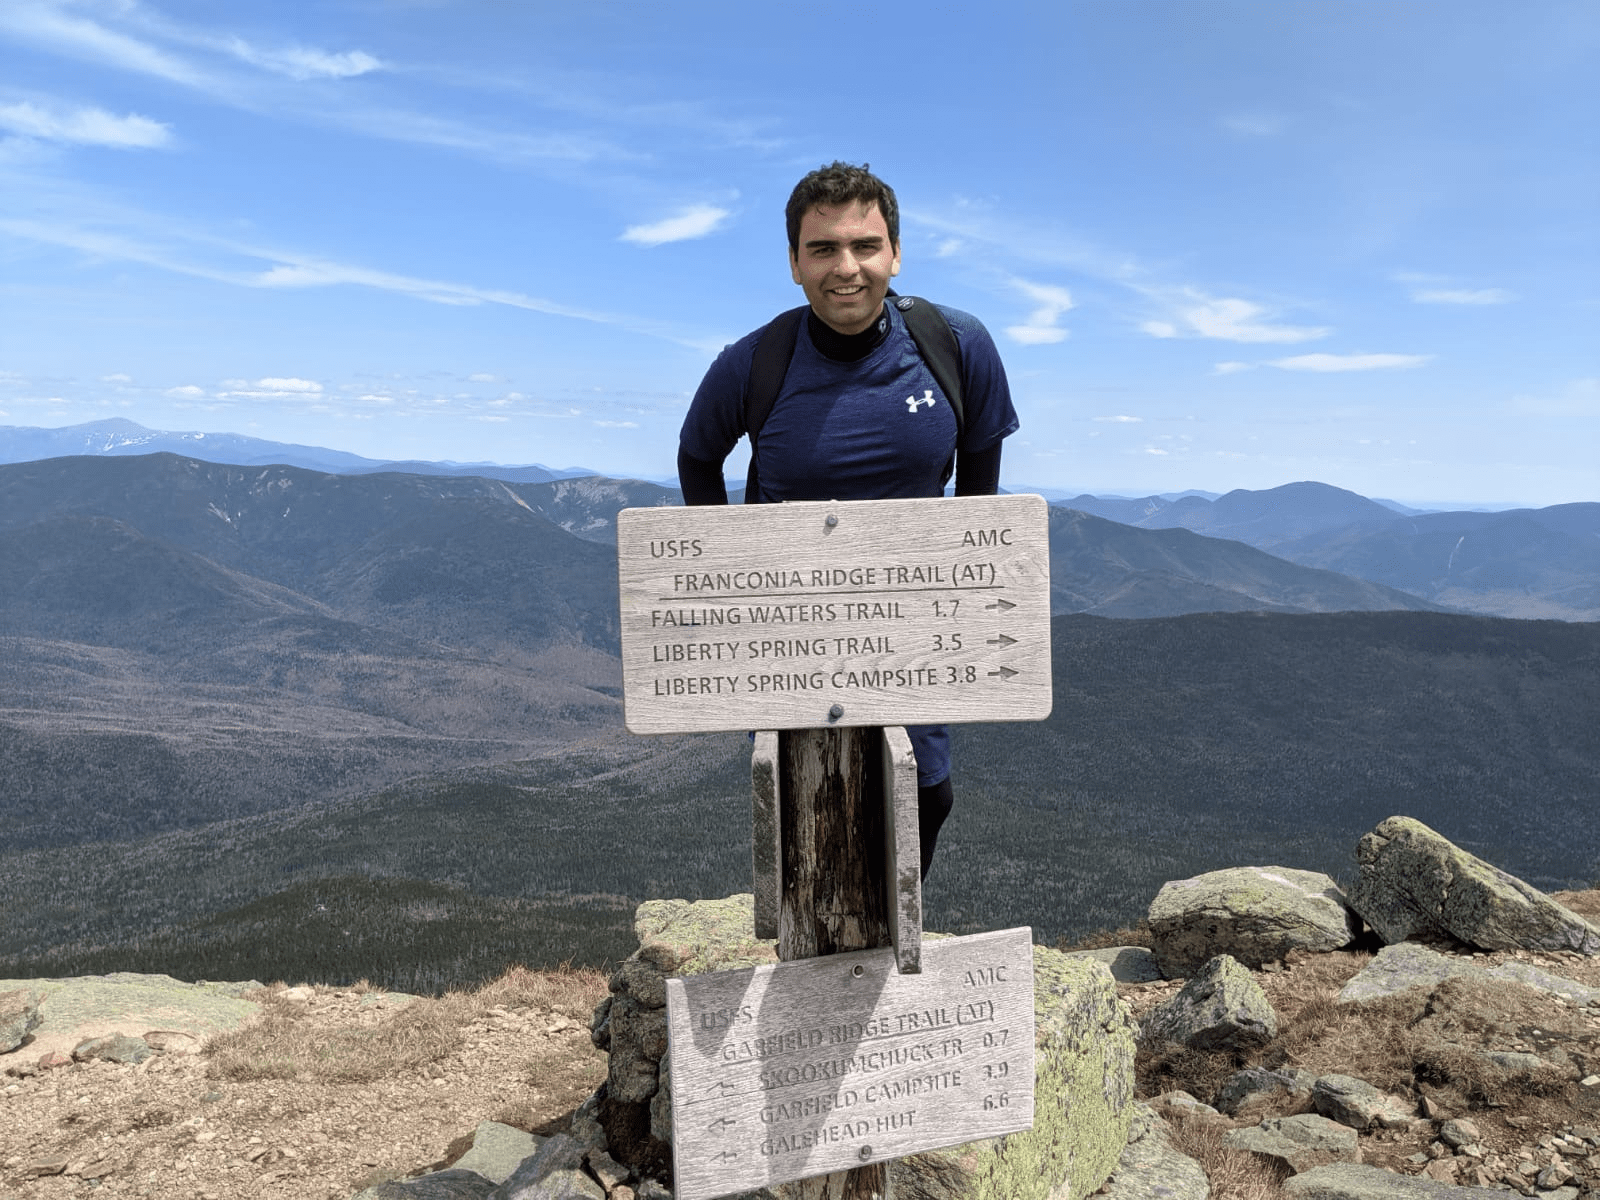 USFS AMC
FRANCONIA RIDGE TRAIL (AT)
FALLING WATERS TRAIL 1.7 →
LIBERTY SPRING TRAIL 3.5 →
LIBERTY SPRING CAMPSITE 3.8 →
USFS AMC
GARFIELD RIDGE TRAIL (AT)
← SKOOKUMCHUCK TR 0.7
← GARFIELD CAMPSITE 3.9
← GALEHEAD HUT 6.6